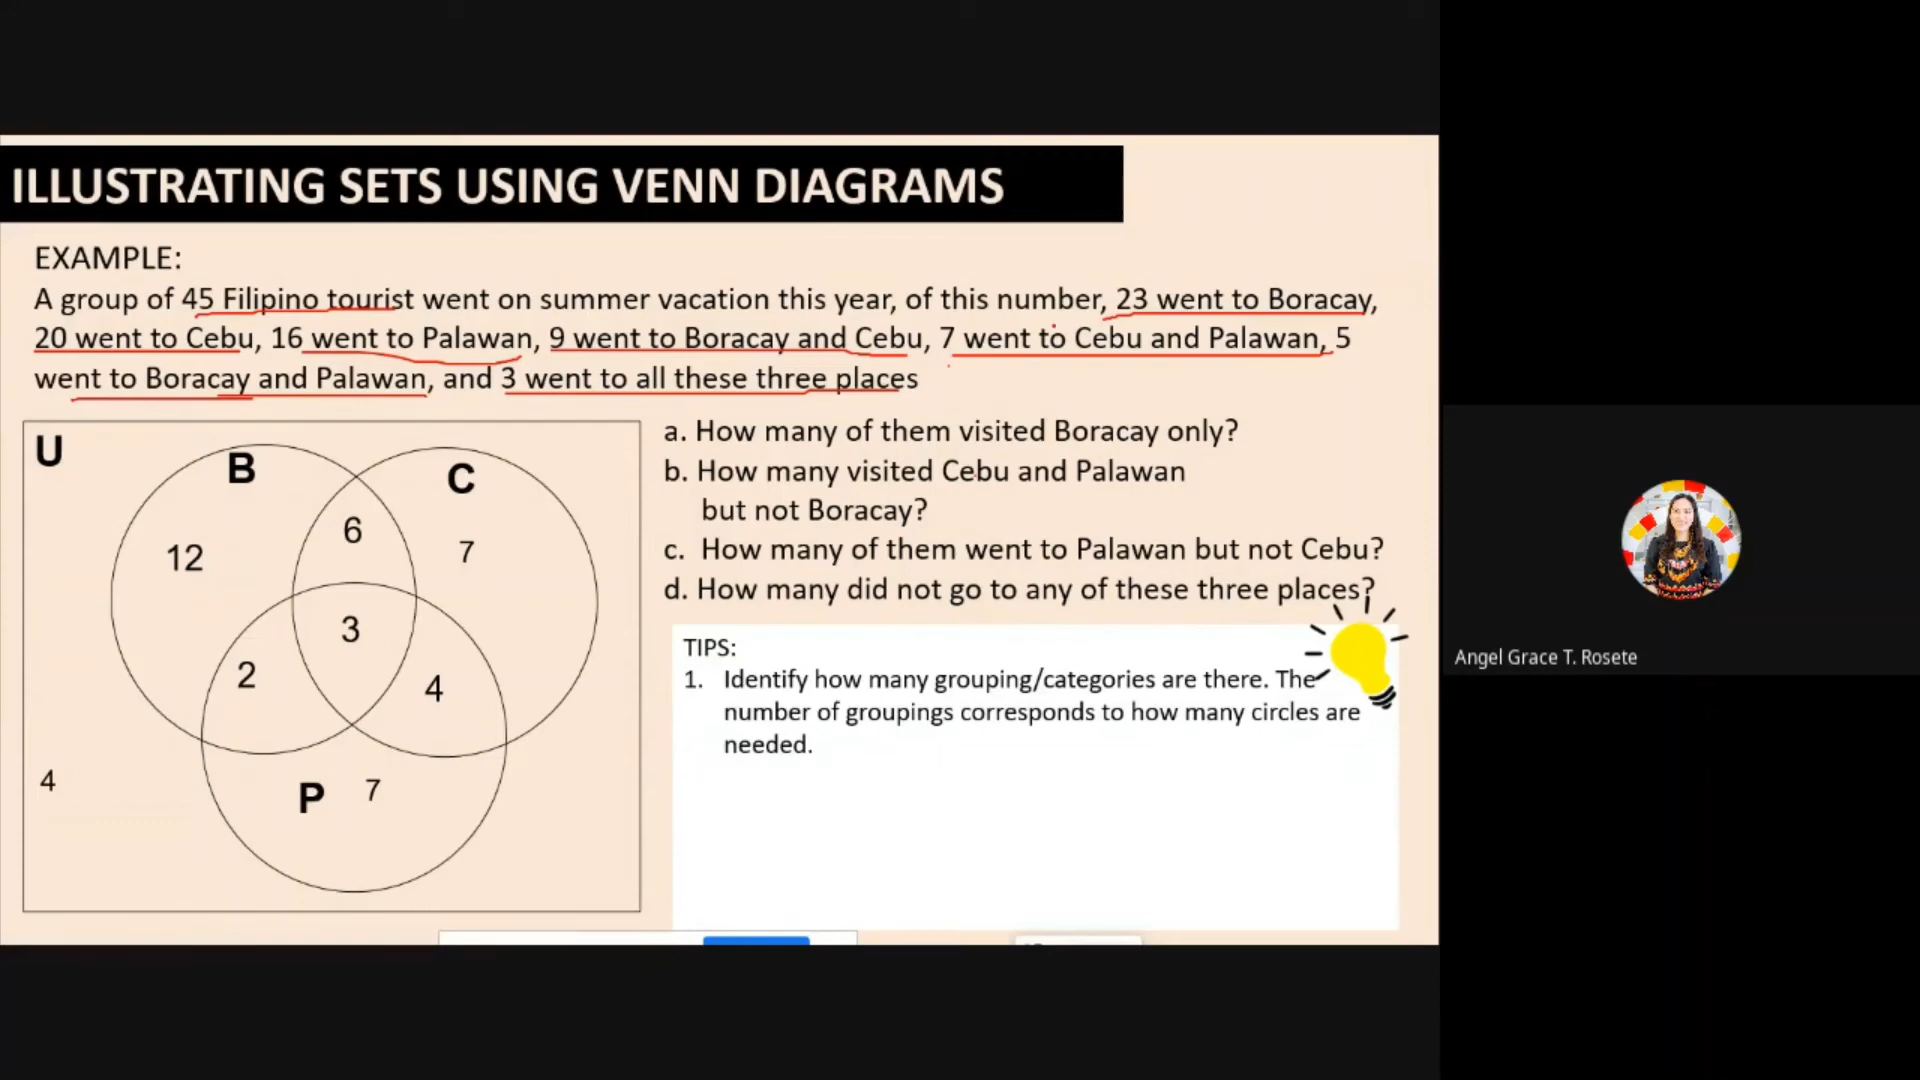 ILLUSTRATING SETS USING VENN DIAGRAMS
EXAMPLE:
A group of 45 Filipino tourist went on summer vacation this year, of this number, 23 went to Boracay,
20 went to Cebu, 16 went to Palawan, 9 went to Boracay and Cebu, 7 went to Cebu and Palawan, 5
went to Boracay and Palawan, and 3 went to all these three places
U
B
C
6
12
7
3
2
4
4
P 7
a. How many of them visited Boracay only?
b. How many visited Cebu and Palawan
but not Boracay?
c. How many of them went to Palawan but not Cebu?
d. How many did not go to any of these three places?
TIPS:
1. Identify how many grouping/categories are there. The
number of groupings corresponds to how many circles are
needed.
Angel Grace T. Rosete